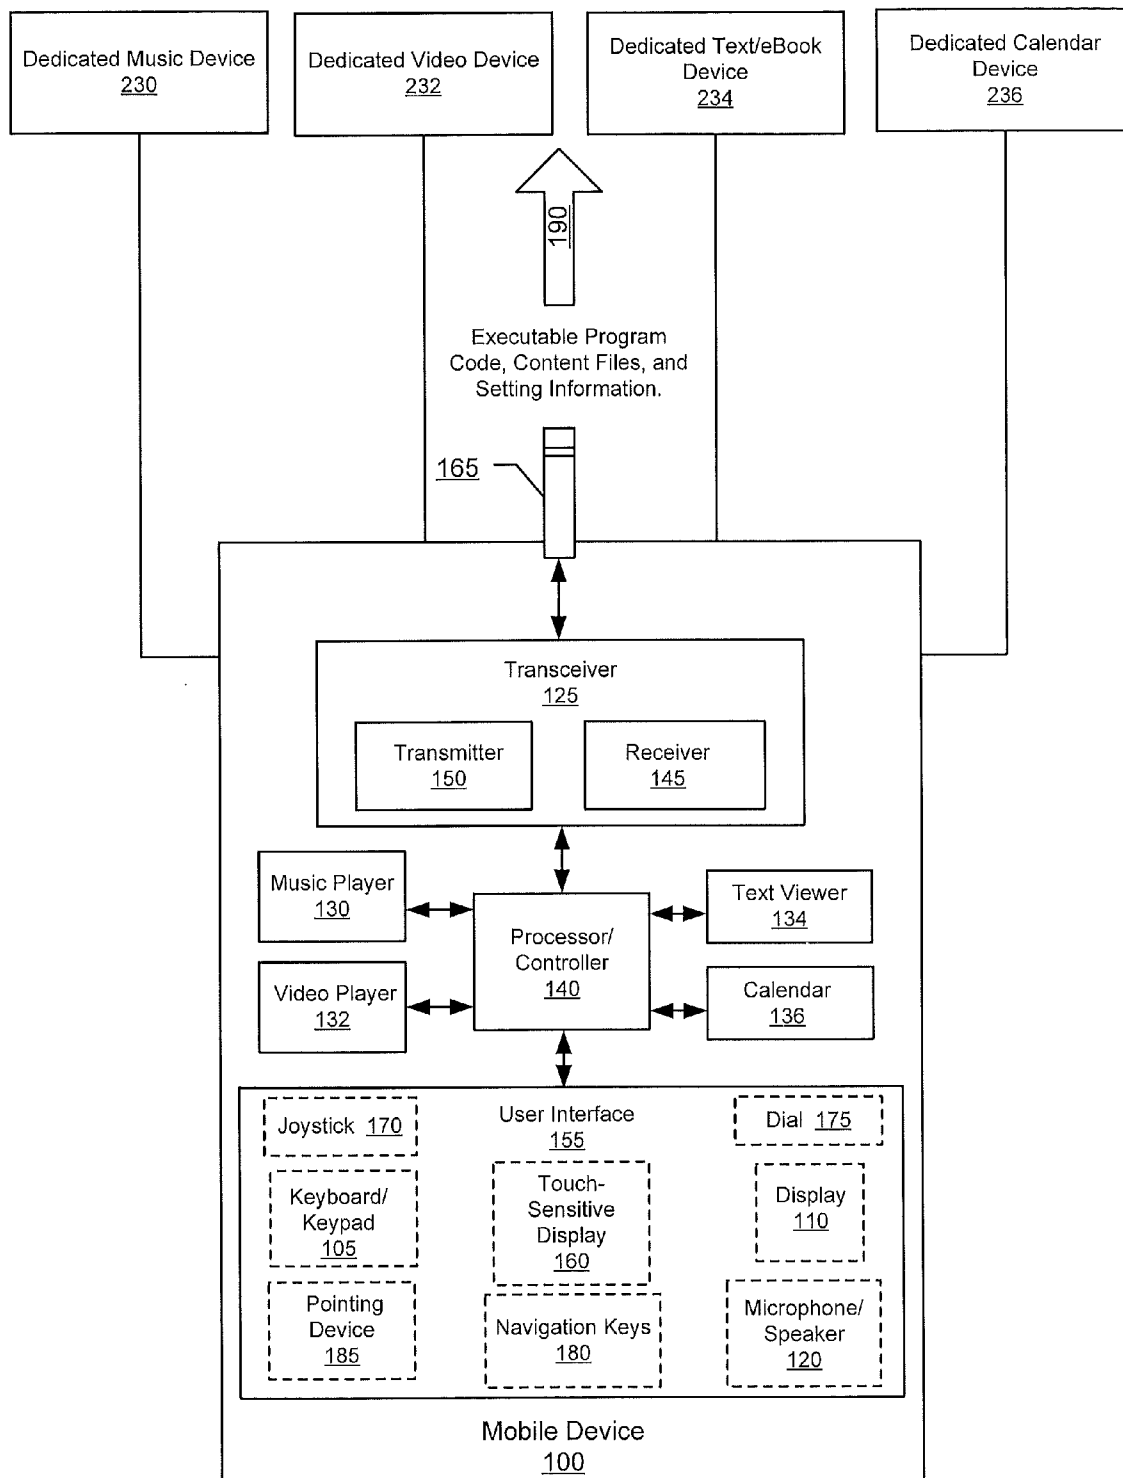 Dedicated Music Device
230
Dedicated Video Device
232
Dedicated Text/eBook
Device
234
Dedicated Calendar
Device
236
190
Executable Program
Code, Content Files, and
Setting Information.
165
Transceiver
125
Transmitter
150
Receiver
145
Music Player
130
Text Viewer
134
Processor/
Controller
140
Video Player
132
Calendar
136
Joystick 170
User Interface
155
Dial 175
Keyboard/
Keypad
105
Touch-
Sensitive
Display
160
Display
110
Pointing
Device
185
Navigation Keys
180
Microphone/
Speaker
120
Mobile Device
100